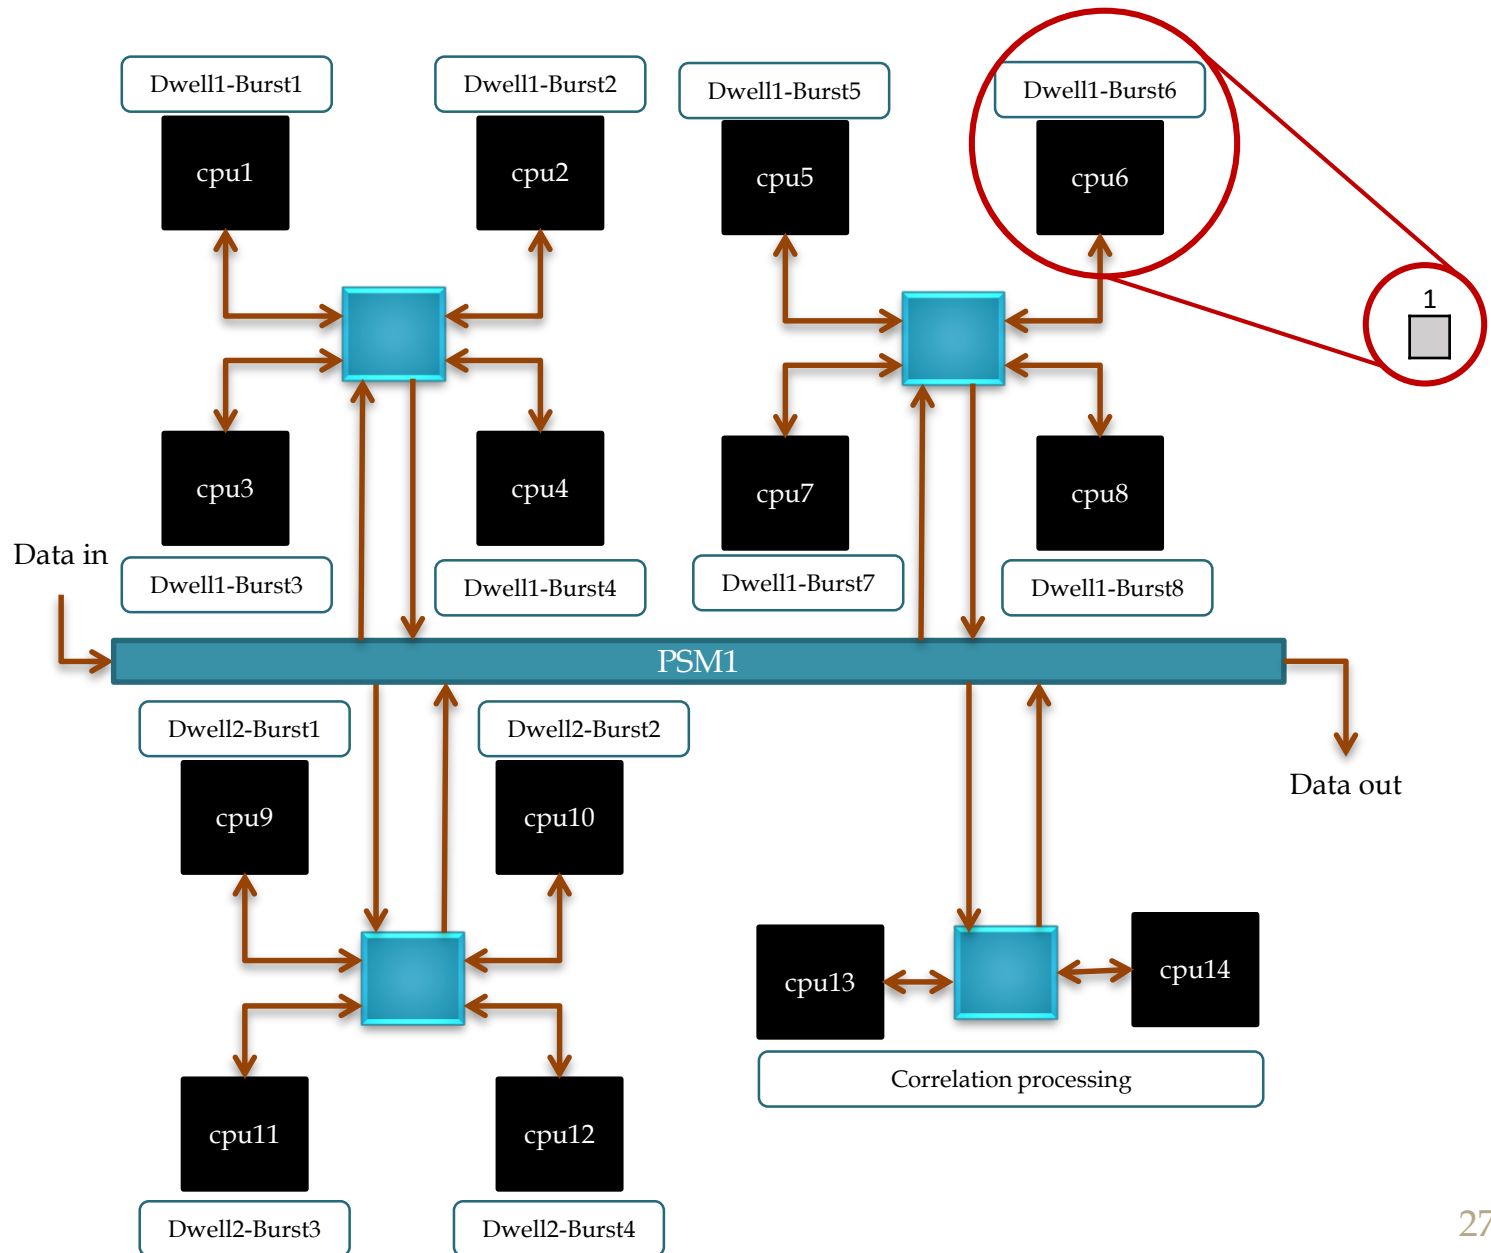 Dwell1-Burst1
Dwell1-Burst2
Dwell1-Burst5
Dwell1-Burst6
cpu1
cpu2
cpu5
cpu6
1
cpu3
cpu4
cpu7
cpu8
Data in
Dwell1-Burst3
Dwell1-Burst4
Dwell1-Burst7
Dwell1-Burst8
PSM1
Dwell2-Burst1
Dwell2-Burst2
Data out
cpu9
cpu10
cpu13
cpu14
Correlation processing
cpu11
cpu12
Dwell2-Burst3
Dwell2-Burst4
27